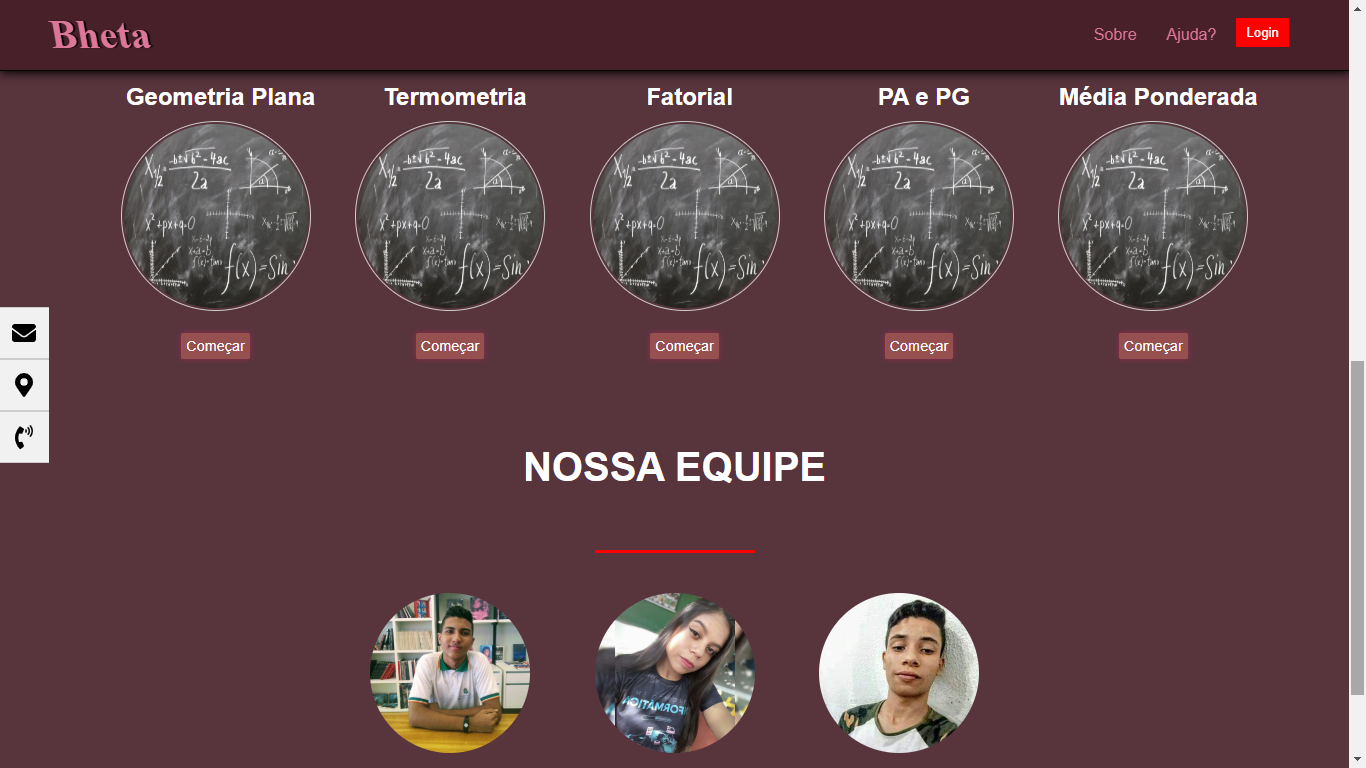 Bheta
Sobre Ajuda? Login
Geometria Plana Termometria Fatorial PA e PG Média Ponderada
Começar Começar Começar Começar Começar
NOSSA EQUIPE